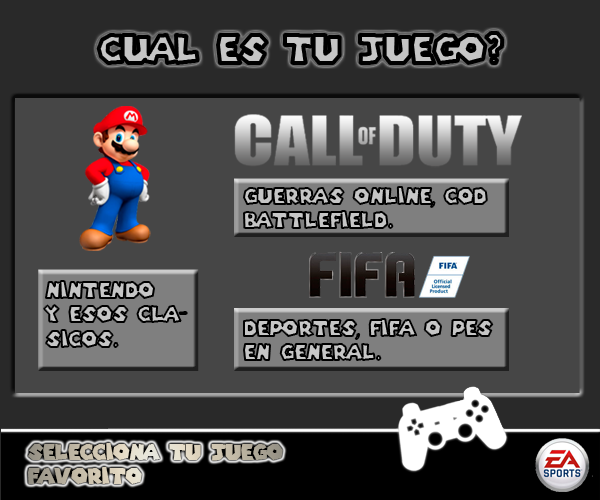 CUAL ES TU JUEGO?
M
CALL OF DUTY
GUERRAS ONLINE, COD
BATTLEFIELD.
FIFA
FIFA
Official
Licensed
Product
NINTENDO
Y ESOS CLA-
SICOS.
DEPORTES, FIFA O PES
EN GENERAL.
SELECCIONA TU JUEGO
FAVORITO
EA
SPORTS